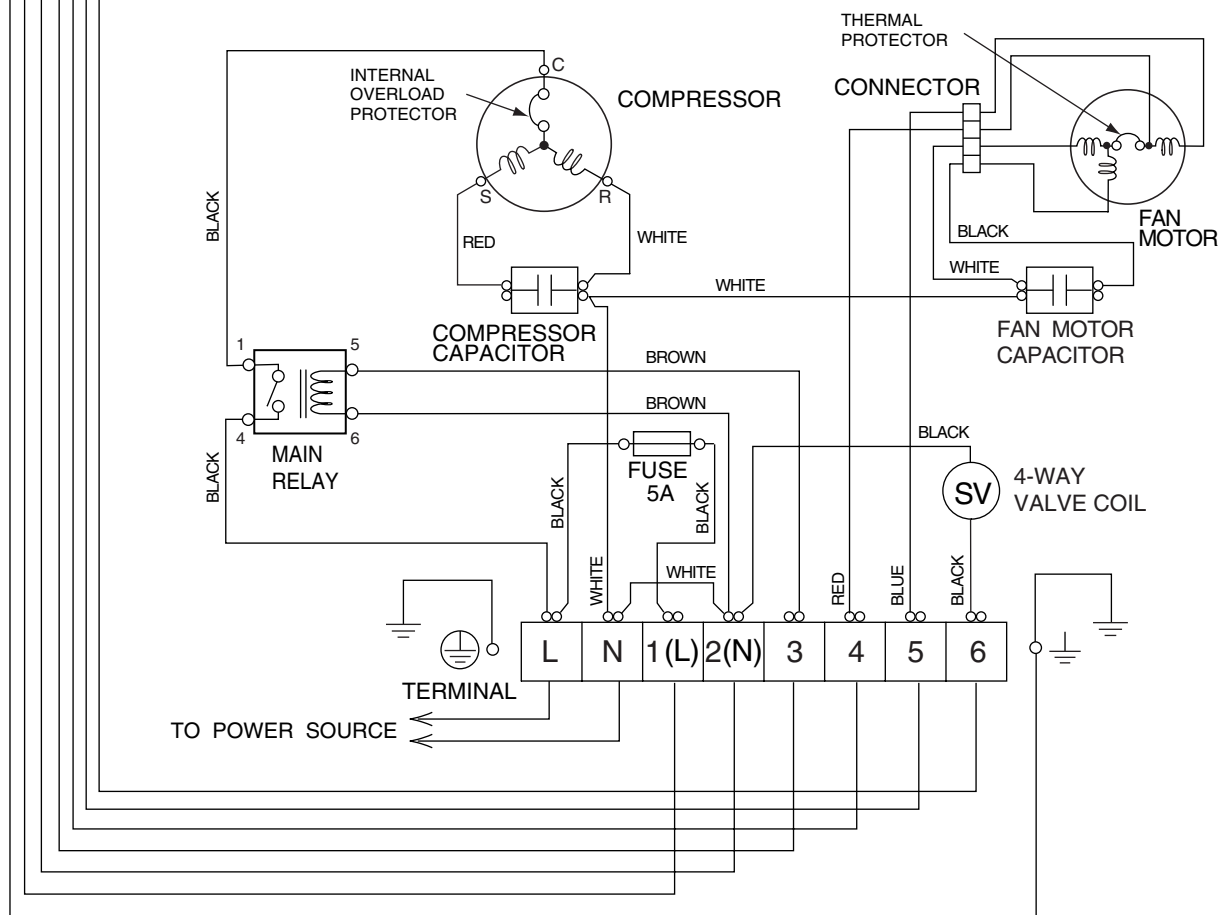 THERMAL
PROTECTOR
C
INTERNAL
OVERLOAD
PROTECTOR
COMPRESSOR
CONNECTOR
BLACK
S
R
RED
WHITE
FAN
MOTOR
BLACK
WHITE
WHITE
COMPRESSOR
CAPACITOR
FAN MOTOR
CAPACITOR
1
5
BROWN
4
6
BROWN
MAIN
RELAY
BLACK
FUSE
5A
BLACK
BLACK
BLACK
SV
4-WAY
VALVE COIL
WHITE
WHITE
RED
BLUE
BLACK
L
N
1(L)
2(N)
3
4
5
6
TERMINAL
TO POWER SOURCE